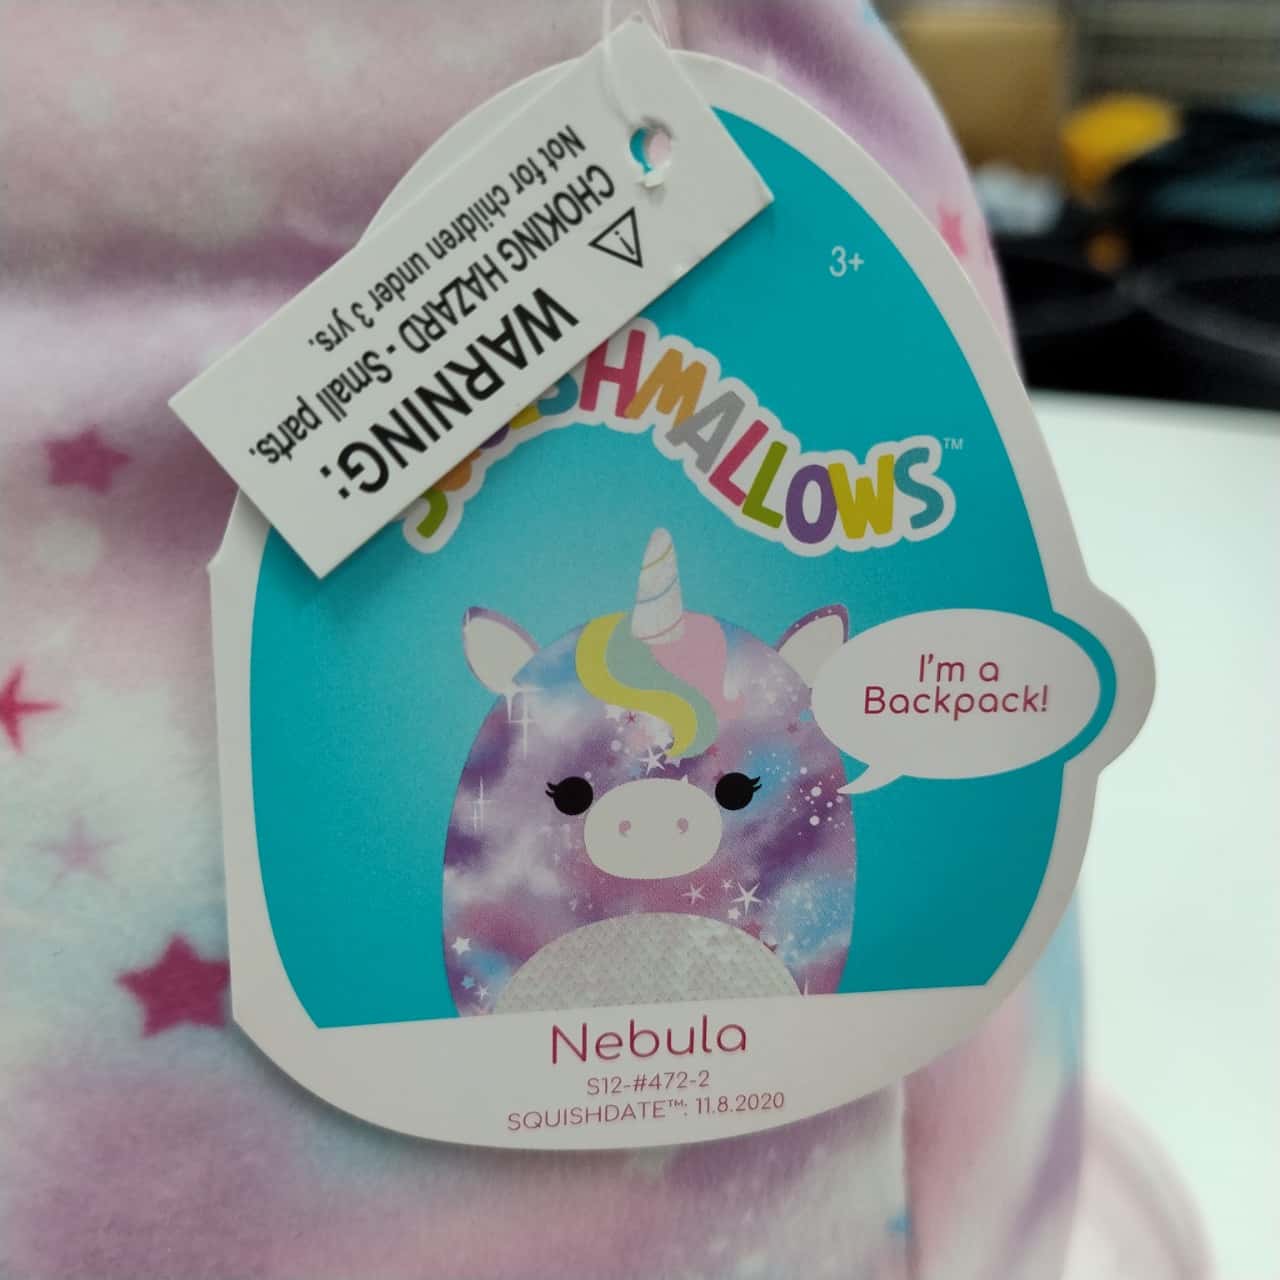 WARNING:
CHOKING HAZARD - Small parts.
Not for children under 3 yrs.
3+
SQUISHMALLOWS™
I'm a
Backpack!
Nebula
S12-#472-2
SQUISHDATE™: 11.8.2020